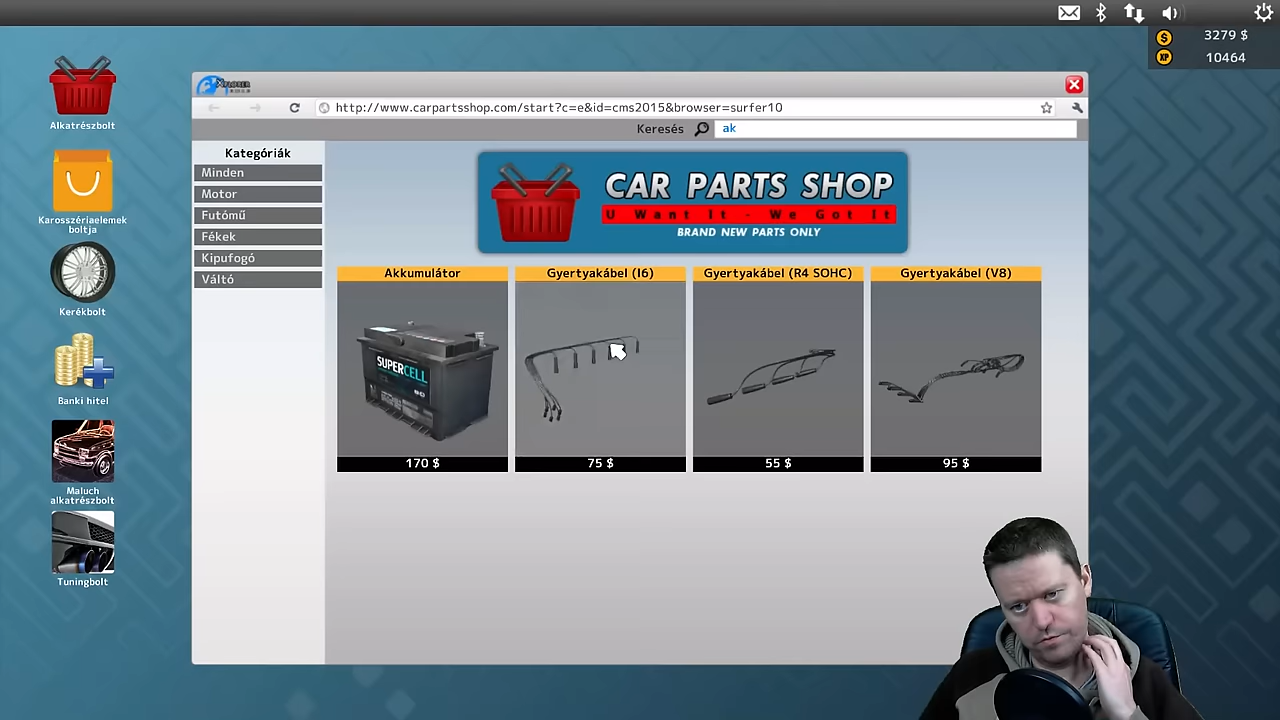 3279 $
10464
Alkatrészbolt
Karosszériaelemek
boltja
Kerékbolt
Banki hitel
Maluch
alkatrészbolt
Tuningbolt
http://www.carpartsshop.com/start?c=e&id=cms2015&browser=surfer10
Keresés
ak
Kategóriák
Minden
Motor
Futómű
Fékek
Kipufogó
Váltó
CAR PARTS SHOP
U Want It - We Got It
BRAND NEW PARTS ONLY
Akkumulátor
SUPERCELL
170 $
Gyertyakábel (I6)
75 $
Gyertyakábel (R4 SOHC)
55 $
Gyertyakábel (V8)
95 $